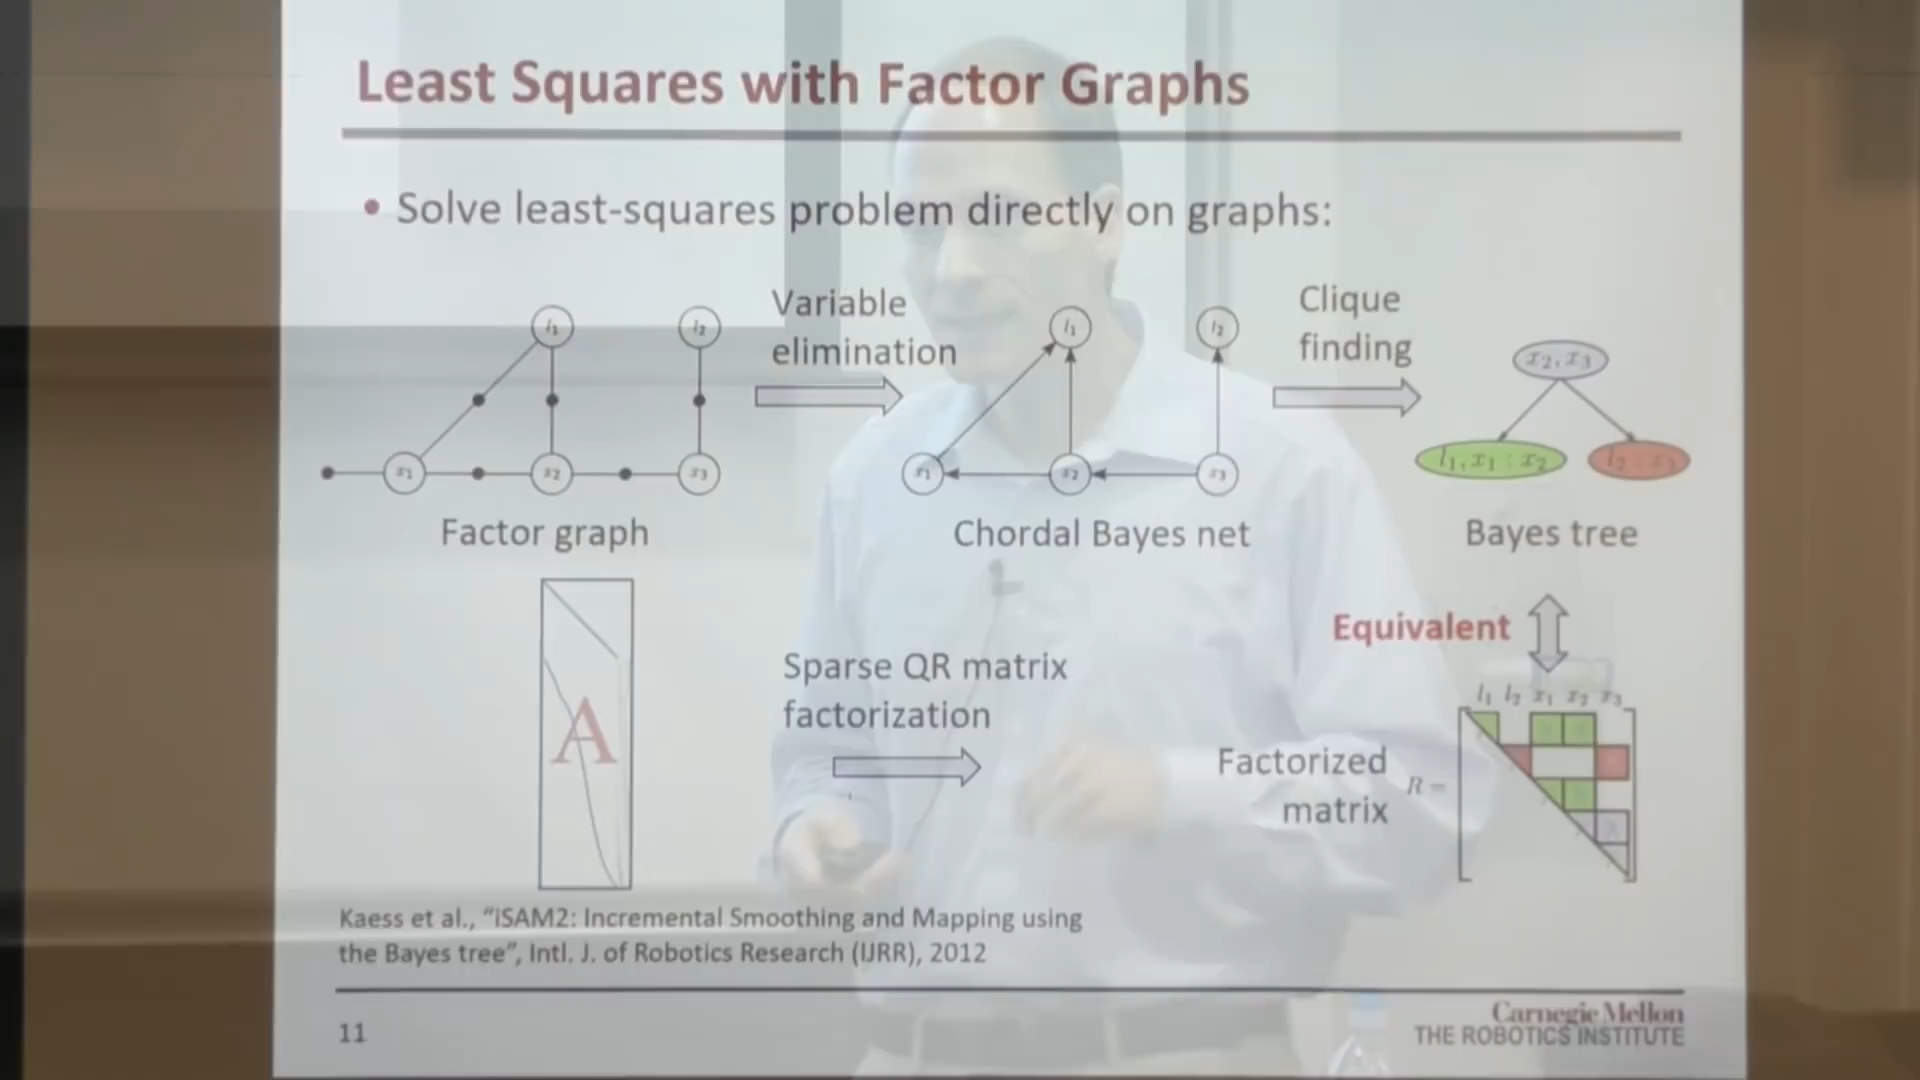 Least Squares with Factor Graphs
• Solve least-squares problem directly on graphs:
Variable
elimination
Clique
finding
l1
l2
x1
x2
x3
l1
l2
x1
x2
x3
x2, x3
l1, x1 : x2
l2 : x3
Factor graph
Chordal Bayes net
Bayes tree
A
Sparse QR matrix
factorization
Equivalent
l1 l2 x1 x2 x3
Factorized
matrix
R =
Kaess et al., “iSAM2: Incremental Smoothing and Mapping using
the Bayes tree”, Intl. J. of Robotics Research (IJRR), 2012
11
Carnegie Mellon
THE ROBOTICS INSTITUTE